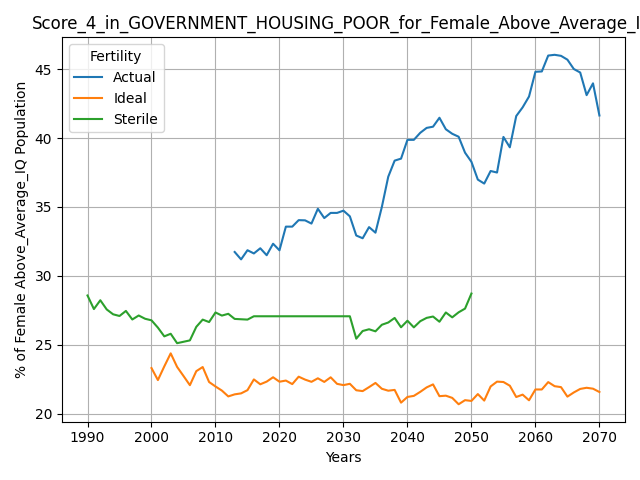 Score_4_in_GOVERNMENT_HOUSING_POOR_for_Female_Above_Average_I
Fertility
Actual
Ideal
Sterile
% of Female Above_Average_IQ Population
45
40
35
30
25
20
1990 2000 2010 2020 2030 2040 2050 2060 2070
Years